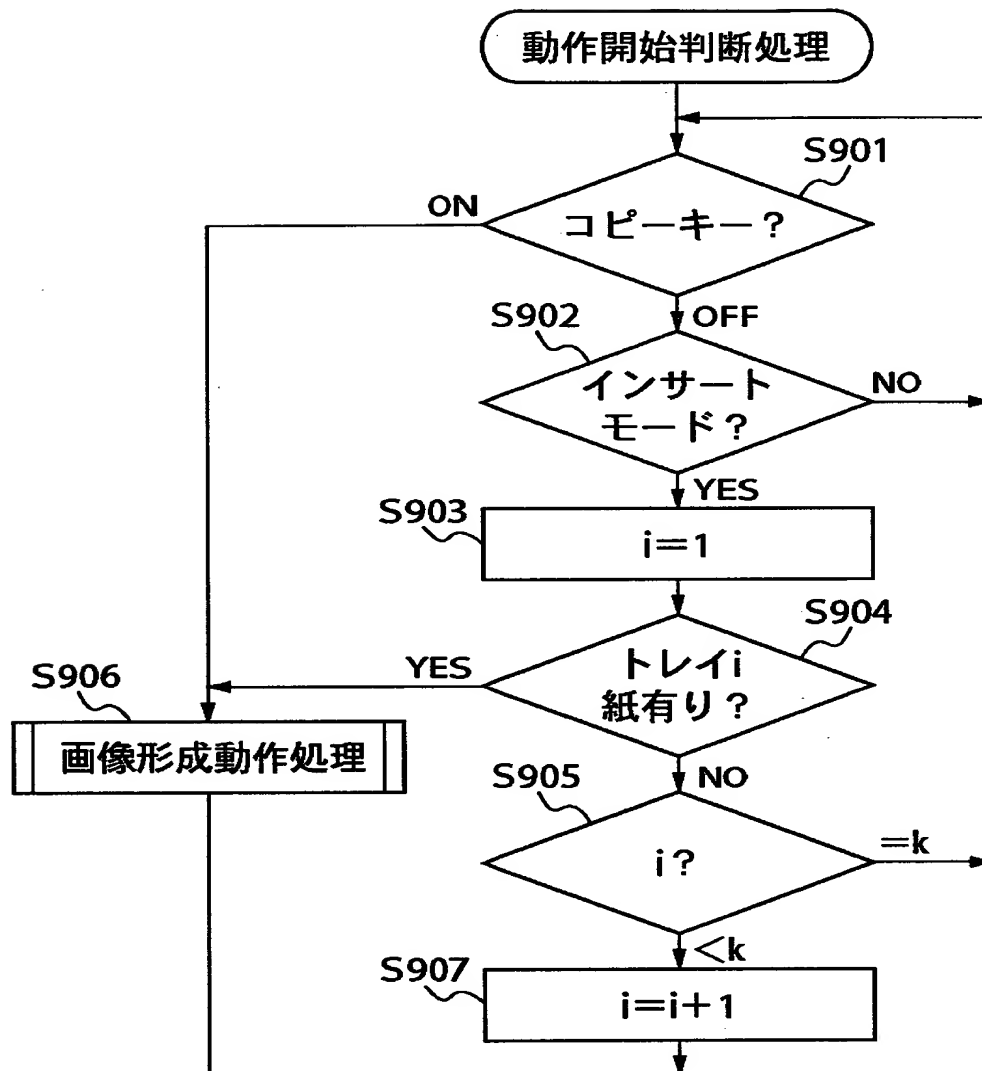 動作開始判断処理
S901
コピーキー?
ON
OFF
S902
インサート
モード?
NO
YES
S903
i=1
S904
トレイi
紙有り?
YES
S906
画像形成動作処理
NO
S905
i?
=k
<k
S907
i=i+1